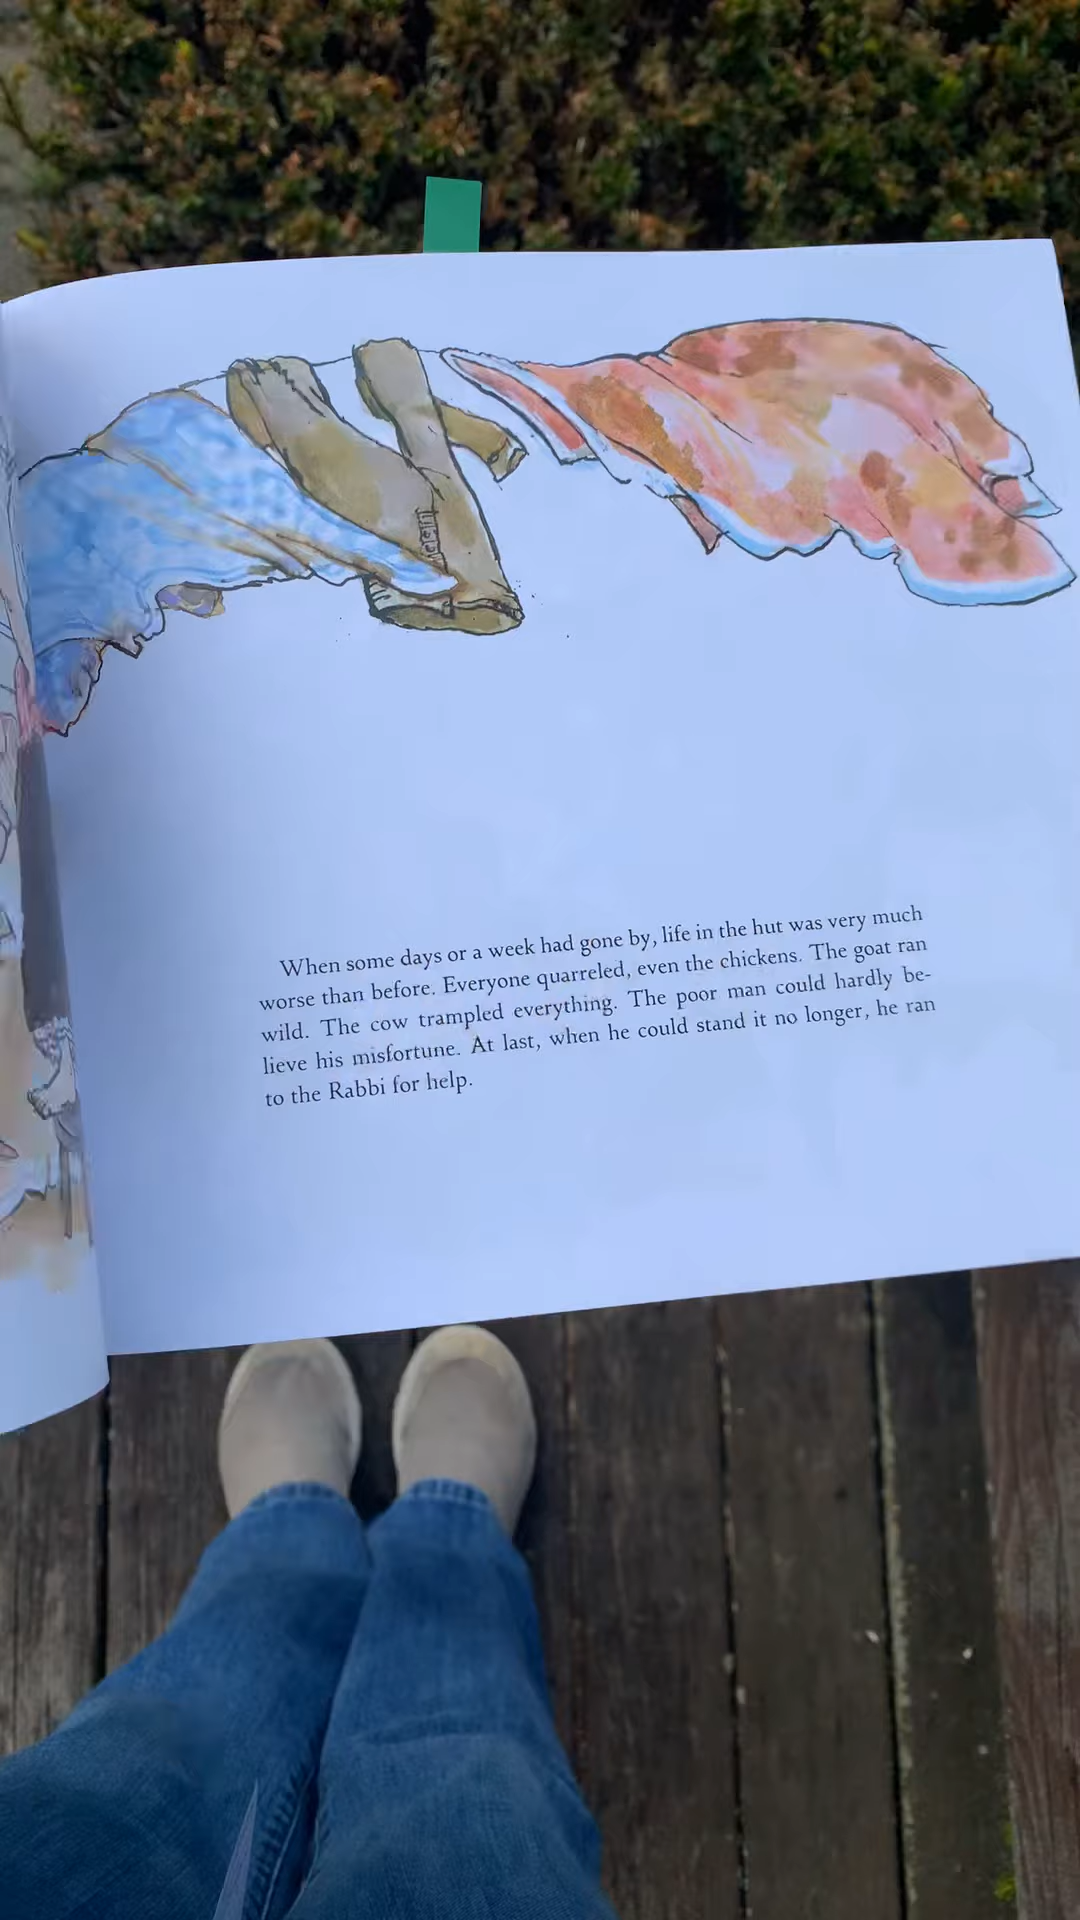 When some days or a week had gone by, life in the hut was very much
worse than before. Everyone quarreled, even the chickens. The goat ran
wild. The cow trampled everything. The poor man could hardly be-
lieve his misfortune. At last, when he could stand it no longer, he ran
to the Rabbi for help.